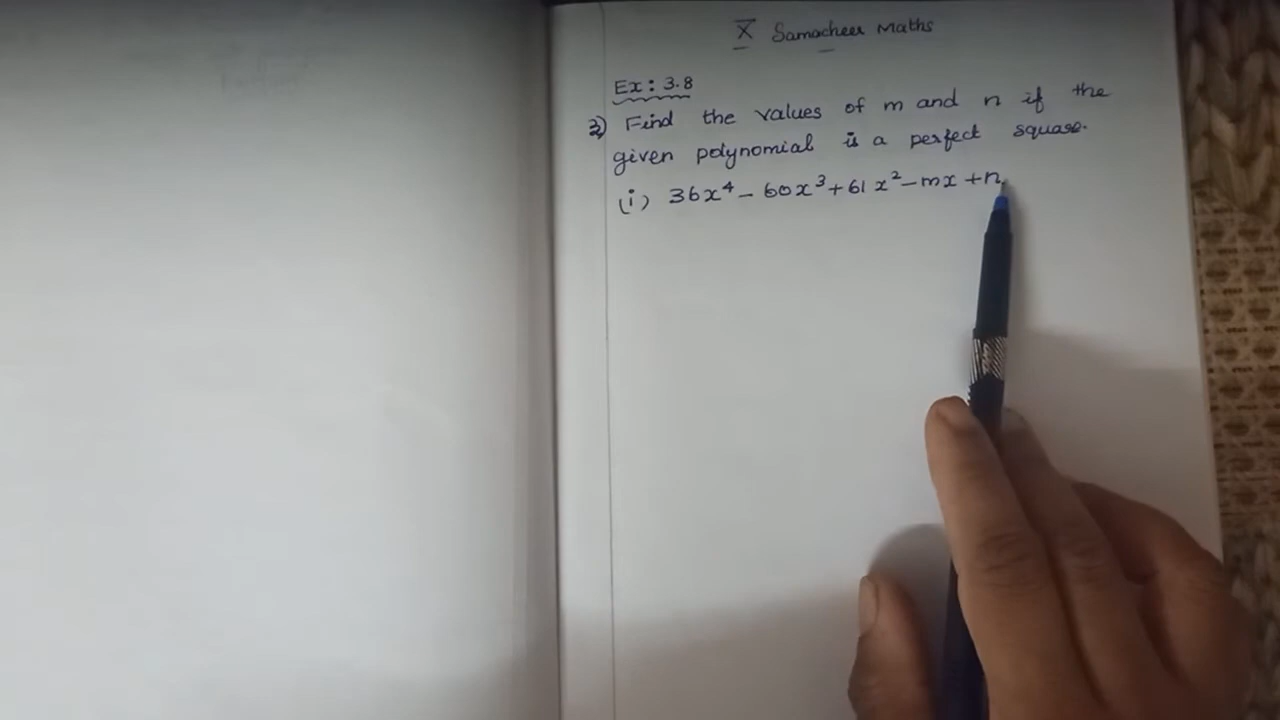 X Samacheer Maths
Ex: 3.8
3) Find the values of m and n if the
given polynomial is a perfect square.
(i) 36x⁴ - 60x³ + 61x² - mx + n